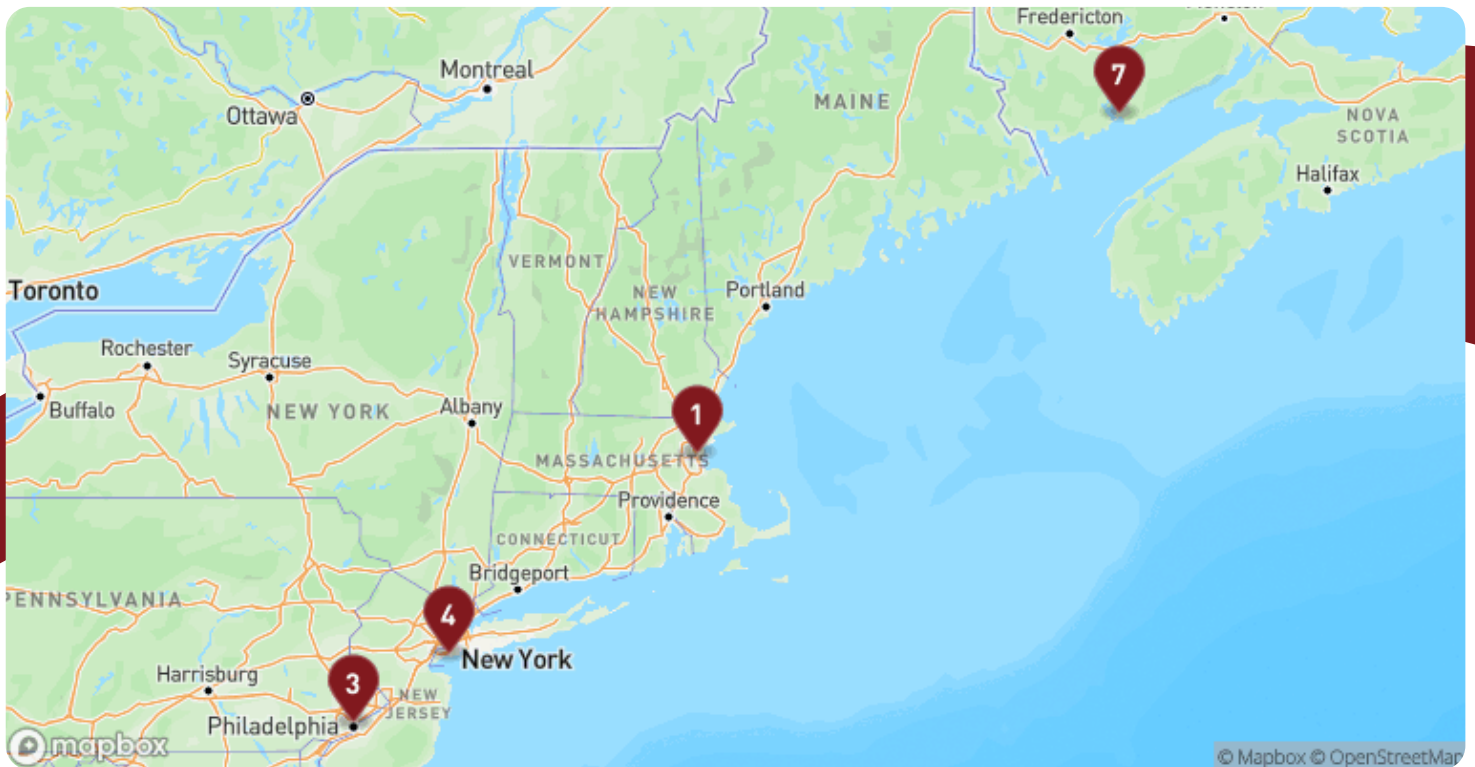 Fredericton
7
Montreal
MAINE
Ottawa
NOVA
SCOTIA
Halifax
VERMONT
Toronto
NEW
HAMPSHIRE
Portland
Rochester
Syracuse
Buffalo
NEW YORK
Albany
1
MASSACHUSETTS
Providence
CONNECTICUT
Bridgeport
PENNSYLVANIA
4
New York
Harrisburg
3
NEW
JERSEY
Philadelphia
mapbox
© Mapbox © OpenStreetMap